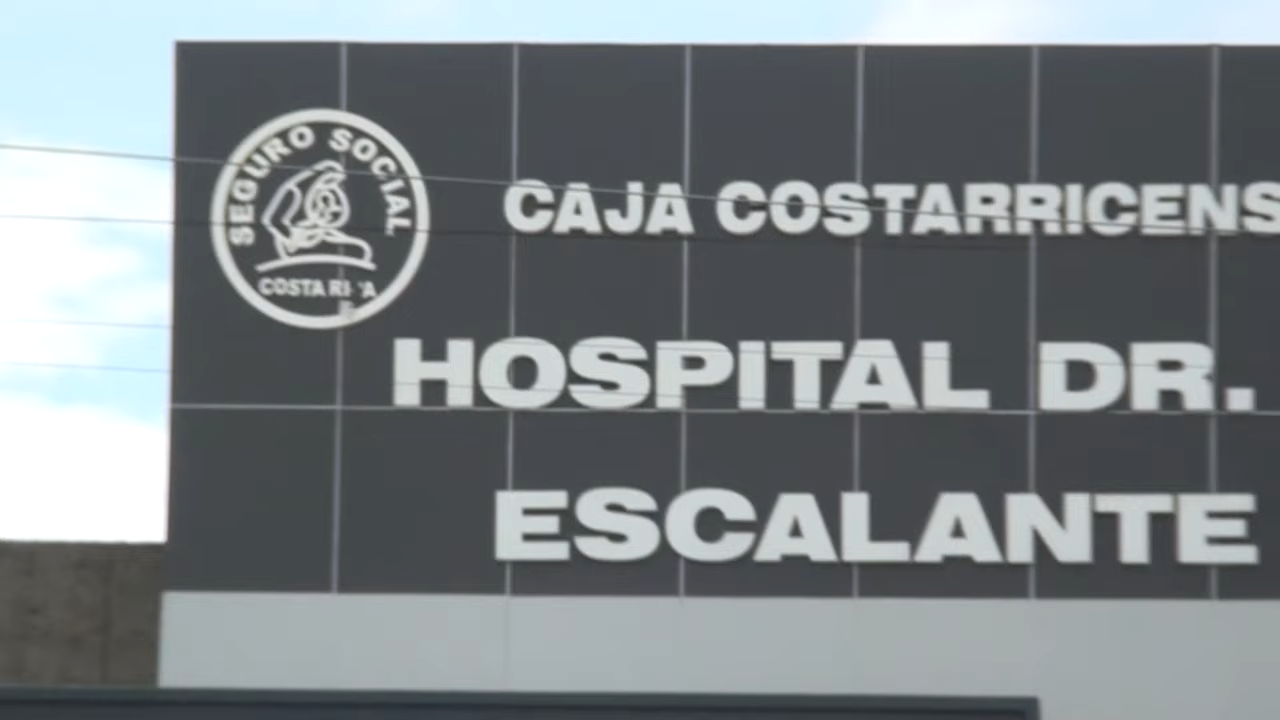 SEGURO SOCIAL
COSTA RI A
CAJA COSTARRICENS
HOSPITAL DR.
ESCALANTE